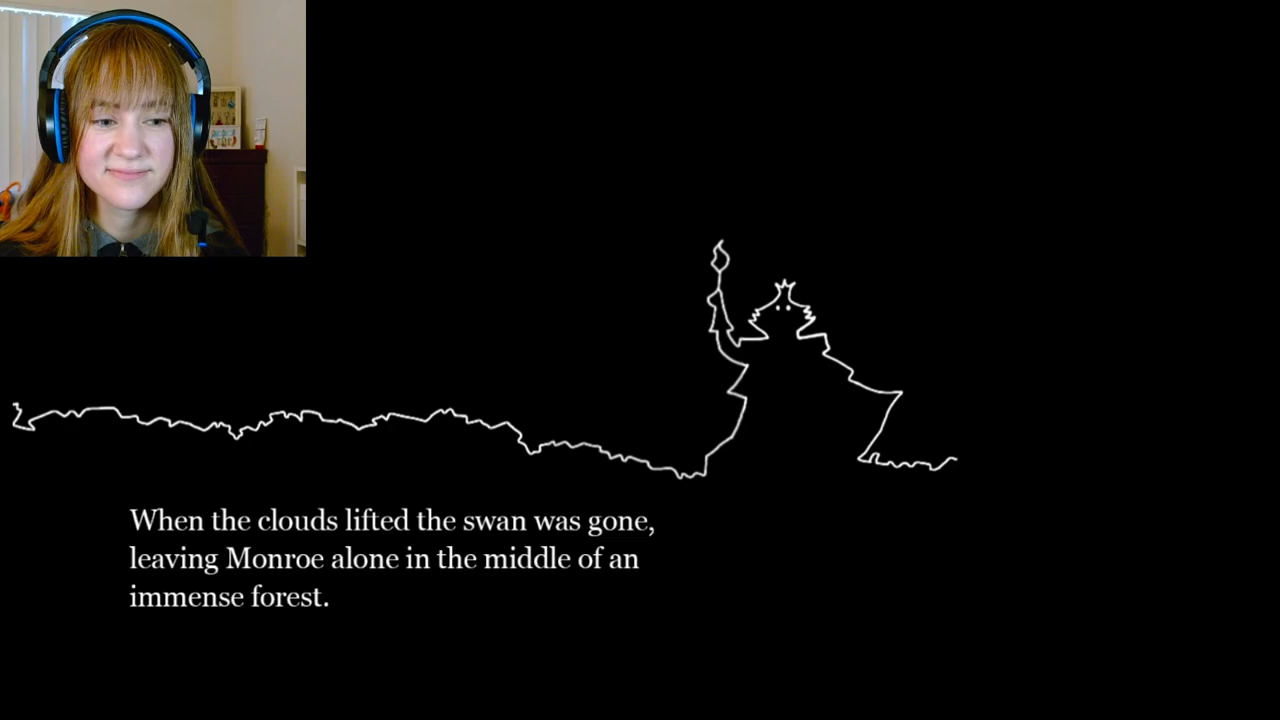 When the clouds lifted the swan was gone,
leaving Monroe alone in the middle of an
immense forest.